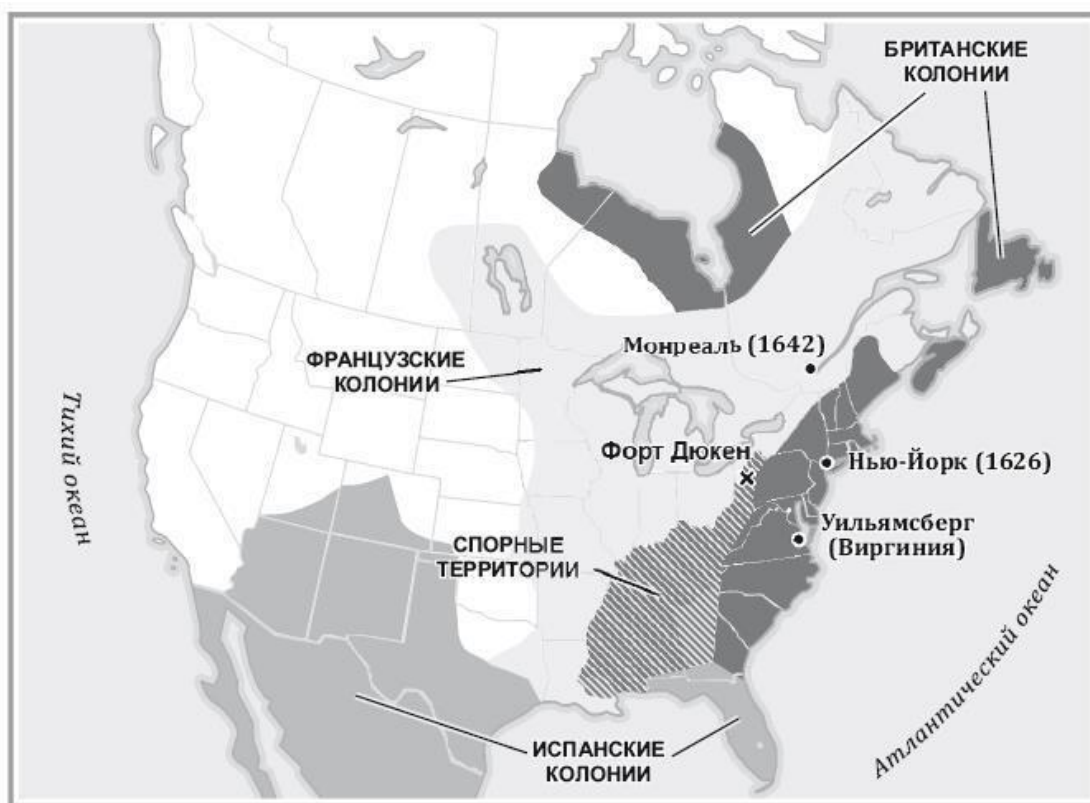 БРИТАНСКИЕ
КОЛОНИИ
Монреаль (1642)
ФРАНЦУЗСКИЕ
КОЛОНИИ
Тихий океан
Форт Дюкен
Нью-Йорк (1626)
Уильямсберг
(Виргиния)
СПОРНЫЕ
ТЕРРИТОРИИ
Атлантический океан
ИСПАНСКИЕ
КОЛОНИИ